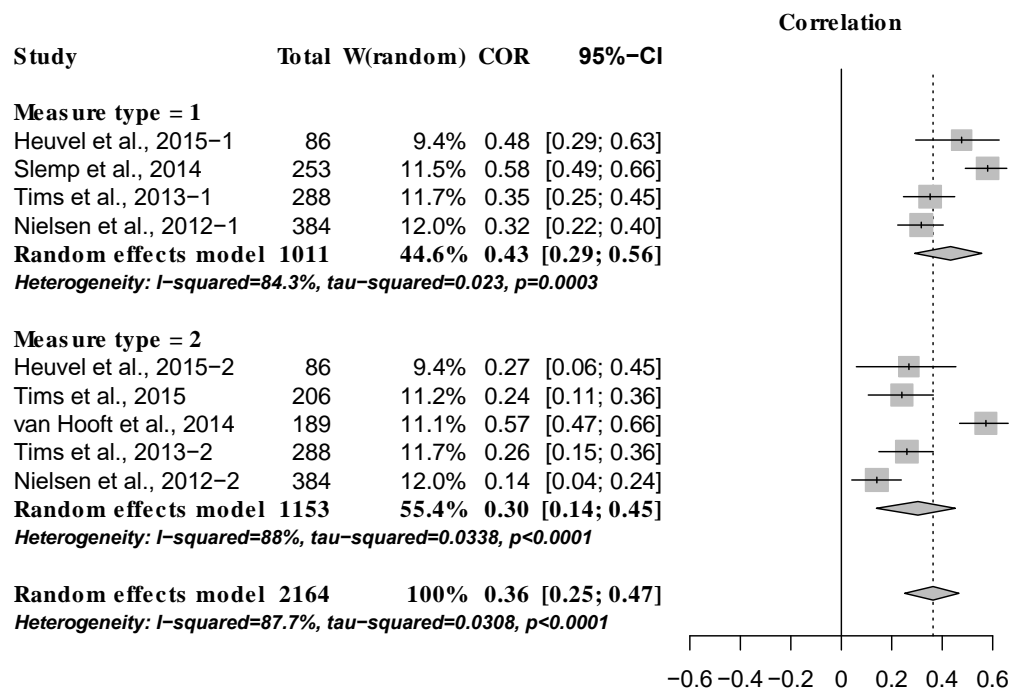 Correlation
Study Total W(random) COR 95%−CI
Measure type = 1
Heuvel et al., 2015−1 86 9.4% 0.48 [0.29; 0.63]
Slemp et al., 2014 253 11.5% 0.58 [0.49; 0.66]
Tims et al., 2013−1 288 11.7% 0.35 [0.25; 0.45]
Nielsen et al., 2012−1 384 12.0% 0.32 [0.22; 0.40]
Random effects model 1011 44.6% 0.43 [0.29; 0.56]
Heterogeneity: I−squared=84.3%, tau−squared=0.023, p=0.0003
Measure type = 2
Heuvel et al., 2015−2 86 9.4% 0.27 [0.06; 0.45]
Tims et al., 2015 206 11.2% 0.24 [0.11; 0.36]
van Hooft et al., 2014 189 11.1% 0.57 [0.47; 0.66]
Tims et al., 2013−2 288 11.7% 0.26 [0.15; 0.36]
Nielsen et al., 2012−2 384 12.0% 0.14 [0.04; 0.24]
Random effects model 1153 55.4% 0.30 [0.14; 0.45]
Heterogeneity: I−squared=88%, tau−squared=0.0338, p<0.0001
Random effects model 2164 100% 0.36 [0.25; 0.47]
Heterogeneity: I−squared=87.7%, tau−squared=0.0308, p<0.0001
−0.6 −0.4 −0.2 0 0.2 0.4 0.6